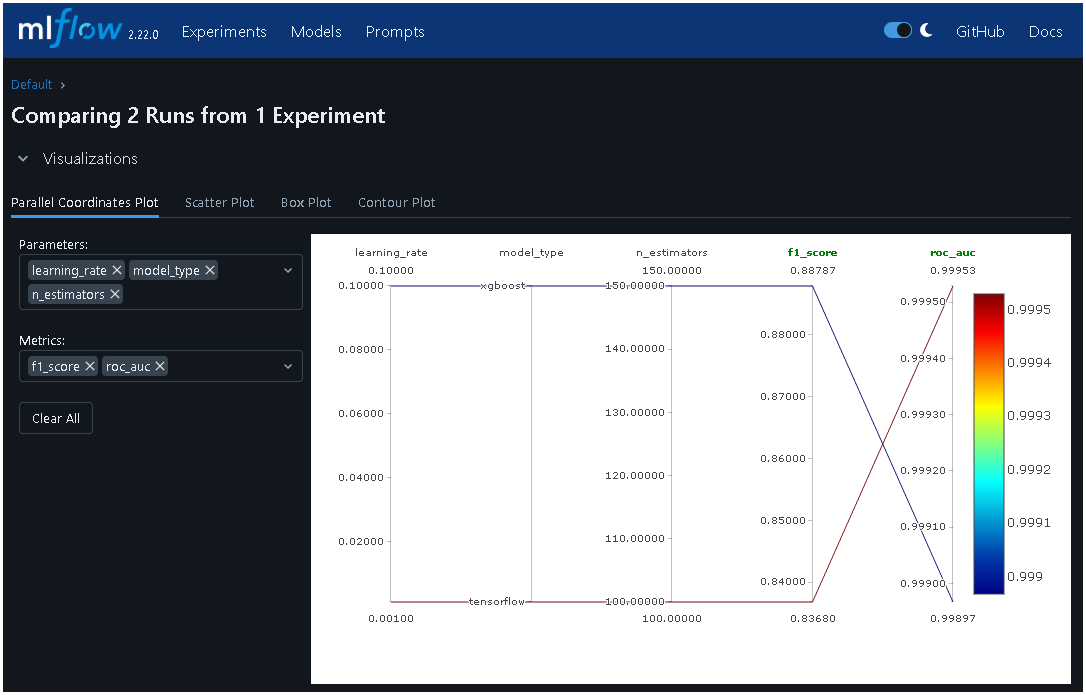 mlflow 2.22.0 Experiments Models Prompts GitHub Docs
Default
Comparing 2 Runs from 1 Experiment
Visualizations
Parallel Coordinates Plot Scatter Plot Box Plot Contour Plot
Parameters:
learning_rate model_type
n_estimators
Metrics:
f1_score roc_auc
Clear All
learning_rate model_type n_estimators f1_score roc_auc
0.10000 150.00000 0.88787 0.99953
0.10000 xgboost 150.00000
0.99950 0.9995
0.88000
0.08000 140.00000
0.99940 0.9994
0.87000
0.06000 130.00000 0.99930 0.9993
0.86000
0.04000 120.00000 0.99920 0.9992
0.85000
0.99910 0.9991
0.02000 110.00000
0.84000 0.99900 0.999
tensorflow 100.00000
0.00100 100.00000 0.83680 0.99897